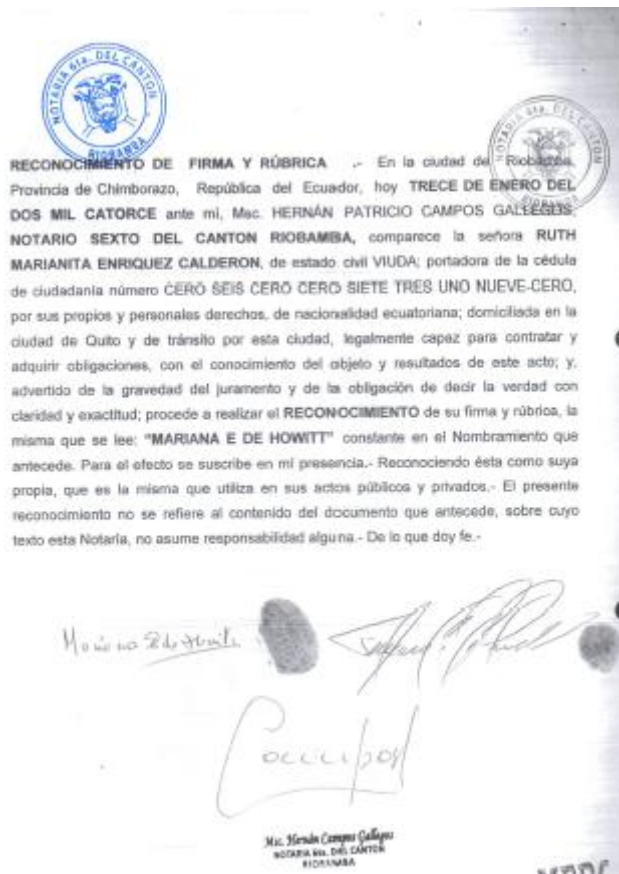 NOTARIA 6ta. DEL CANTON
RIOBAMBA
NOTARIA 6ta. DEL CANTON
RIOBAMBA
RECONOCIMIENTO DE FIRMA Y RÚBRICA .- En la ciudad de Riobamba,
Provincia de Chimborazo, República del Ecuador, hoy TRECE DE ENERO DEL
DOS MIL CATORCE ante mi, Msc. HERNÁN PATRICIO CAMPOS GALLEGOS,
NOTARIO SEXTO DEL CANTON RIOBAMBA, comparece la señora RUTH
MARIANITA ENRIQUEZ CALDERON, de estado civil VIUDA; portadora de la cédula
de ciudadanía número CERO SEIS CERO CERO SIETE TRES UNO NUEVE-CERO,
por sus propios y personales derechos, de nacionalidad ecuatoriana; domiciliada en la
ciudad de Quito y de tránsito por esta ciudad, legalmente capaz para contratar y
adquirir obligaciones, con el conocimiento del objeto y resultados de este acto; y,
advertido de la gravedad del juramento y de la obligación de decir la verdad con
claridad y exactitud; procede a realizar el RECONOCIMIENTO de su firma y rúbrica, la
misma que se lee: "MARIANA E DE HOWITT" constante en el Nombramiento que
antecede. Para el efecto se suscribe en mi presencia.- Reconociendo ésta como suya
propia, que es la misma que utiliza en sus actos públicos y privados.- El presente
reconocimiento no se refiere al contenido del documento que antecede, sobre cuyo
texto esta Notaría, no asume responsabilidad alguna.- De lo que doy fe.-
Msc. Hernán Campos Gallegos
NOTARIA 6ta. DEL CANTON
RIOBAMBA